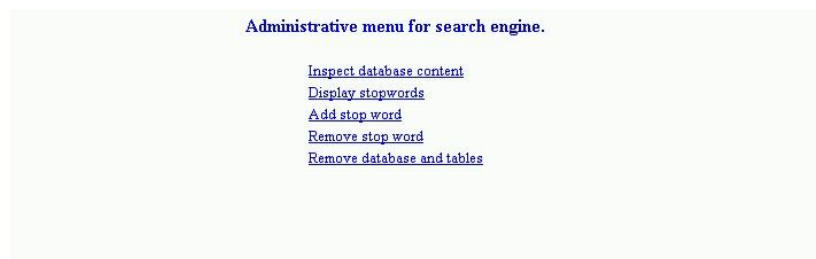 Administrative menu for search engine.
Inspect database content
Display stopwords
Add stop word
Remove stop word
Remove database and tables